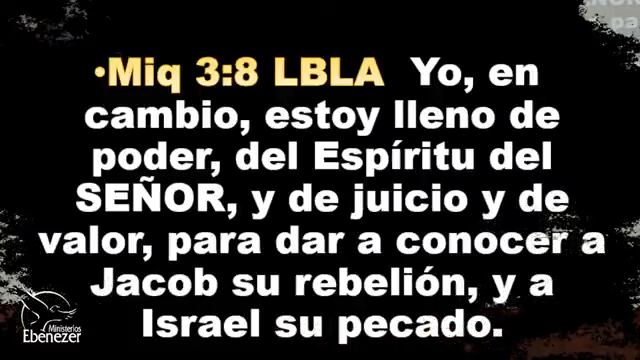 •Miq 3:8 LBLA Yo, en
cambio, estoy lleno de
poder, del Espíritu del
SEÑOR, y de juicio y de
valor, para dar a conocer a
Jacob su rebelión, y a
Israel su pecado.
Ministerios
Ebenezer